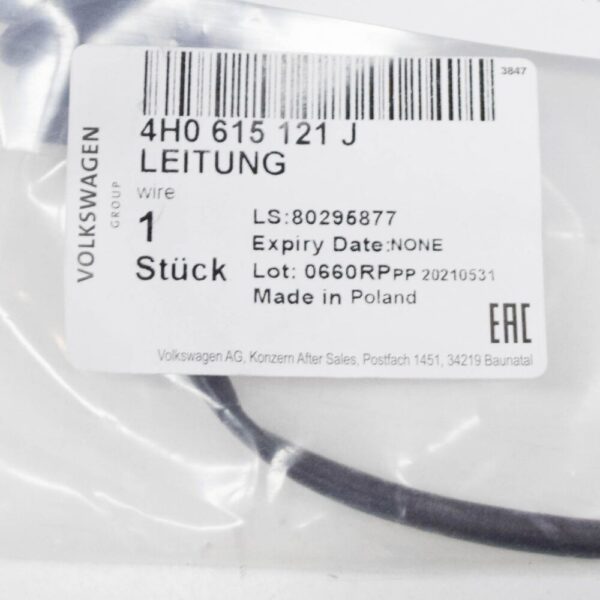 3847
4H0 615 121 J
LEITUNG
wire
1
Stück
LS:80295877
Expiry Date:NONE
Lot: 0660RPPP 20210531
Made in Poland
EAC
Volkswagen AG, Konzern After Sales, Postfach 1451, 34219 Baunatal
VOLKSWAGEN
GROUP